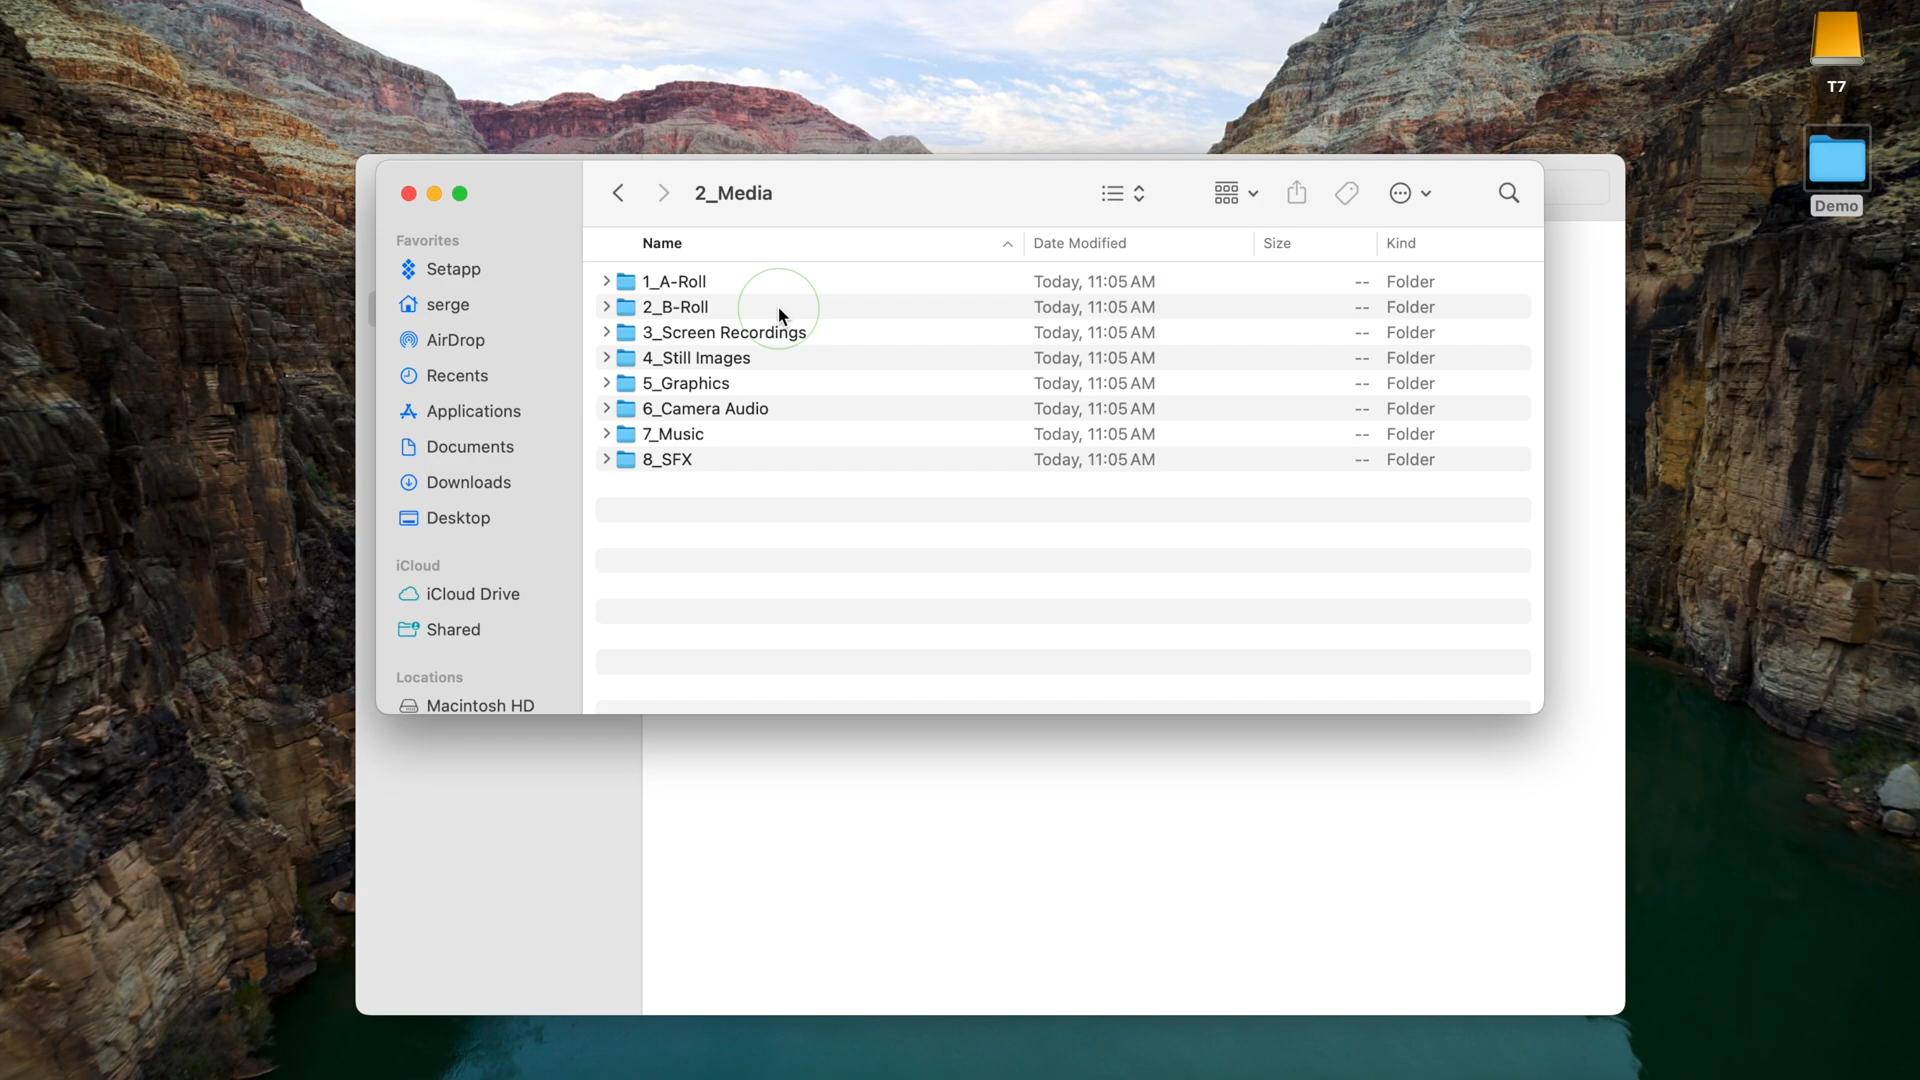 T7
Demo
2_Media
Favorites
Setapp
serge
AirDrop
Recents
Applications
Documents
Downloads
Desktop
iCloud
iCloud Drive
Shared
Locations
Macintosh HD
Name Date Modified Size Kind
1_A-Roll Today, 11:05 AM -- Folder
2_B-Roll Today, 11:05 AM -- Folder
3_Screen Recordings Today, 11:05 AM -- Folder
4_Still Images Today, 11:05 AM -- Folder
5_Graphics Today, 11:05 AM -- Folder
6_Camera Audio Today, 11:05 AM -- Folder
7_Music Today, 11:05 AM -- Folder
8_SFX Today, 11:05 AM -- Folder